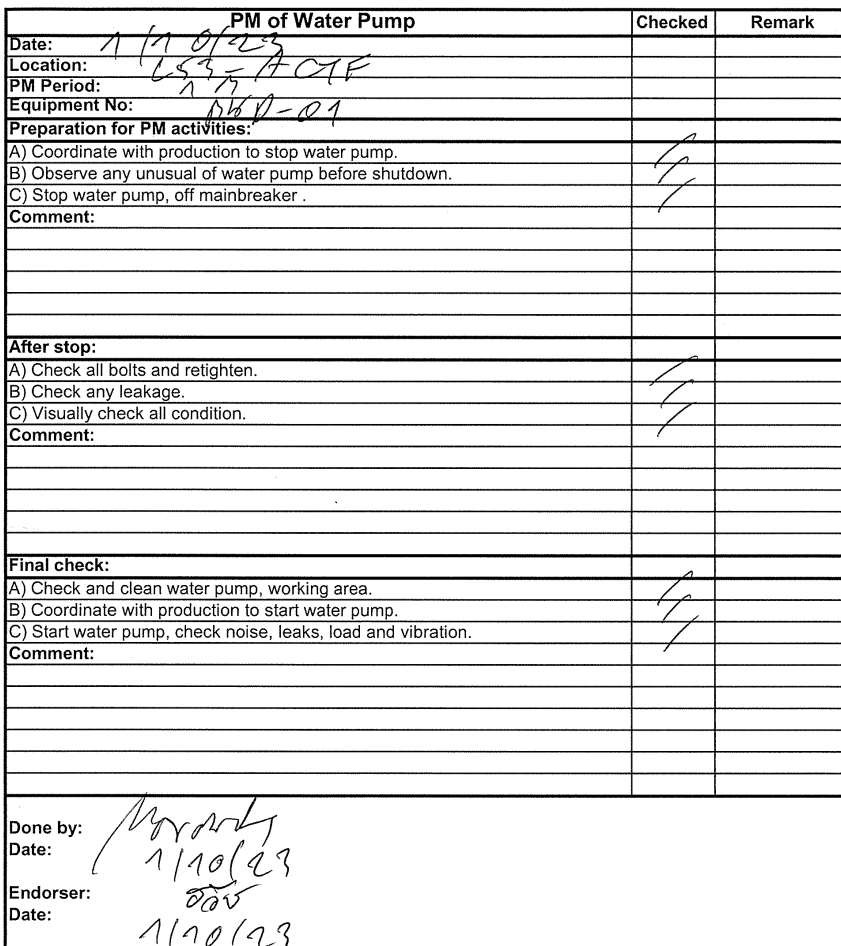 PM of Water Pump Checked Remark
Date: 1/10/23
Location: LS3-ACTF
PM Period: 1 M
Equipment No: -01
Preparation for PM activities:
A) Coordinate with production to stop water pump.
B) Observe any unusual of water pump before shutdown.
C) Stop water pump, off mainbreaker .
Comment:
After stop:
A) Check all bolts and retighten.
B) Check any leakage.
C) Visually check all condition.
Comment:
Final check:
A) Check and clean water pump, working area.
B) Coordinate with production to start water pump.
C) Start water pump, check noise, leaks, load and vibration.
Comment:
Done by:
Date: 1/10/23
Endorser:
Date: 1/10/23